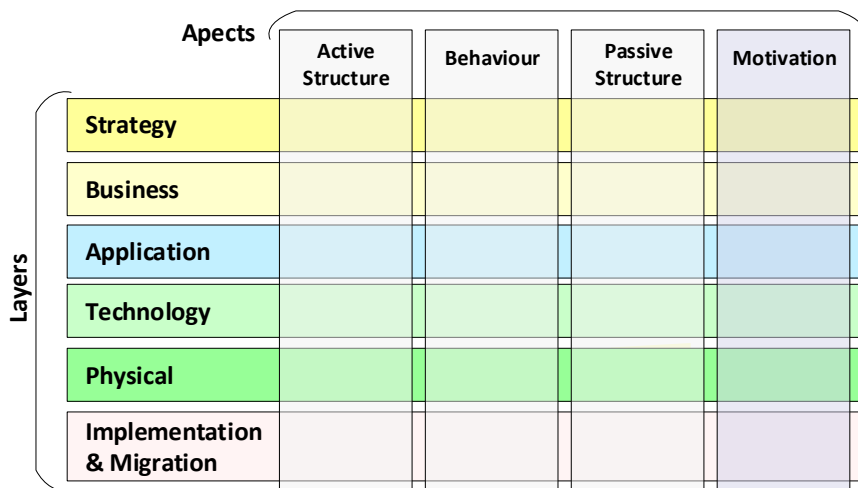 Apects
Active
Structure
Behaviour
Passive
Structure
Motivation
Layers
Strategy
Business
Application
Technology
Physical
Implementation
& Migration